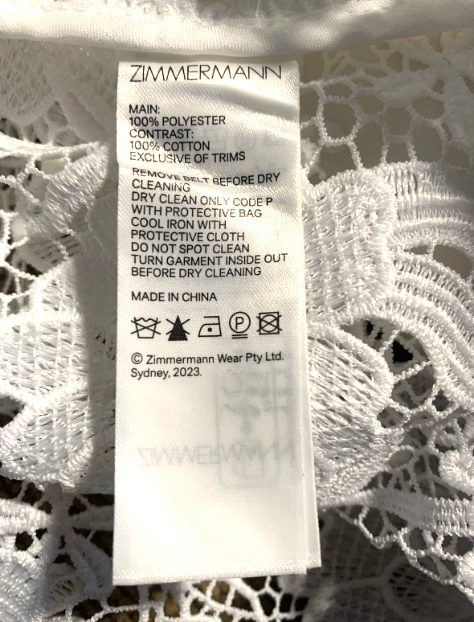 ZIMMERMANN
MAIN:
100% POLYESTER
CONTRAST:
100% COTTON
EXCLUSIVE OF TRIMS
REMOVE BELT BEFORE DRY
CLEANING
DRY CLEAN ONLY CODE P
WITH PROTECTIVE BAG
COOL IRON WITH
PROTECTIVE CLOTH
DO NOT SPOT CLEAN
TURN GARMENT INSIDE OUT
BEFORE DRY CLEANING
MADE IN CHINA
P
© Zimmermann Wear Pty Ltd.
Sydney, 2023.
ZIMMERMANN